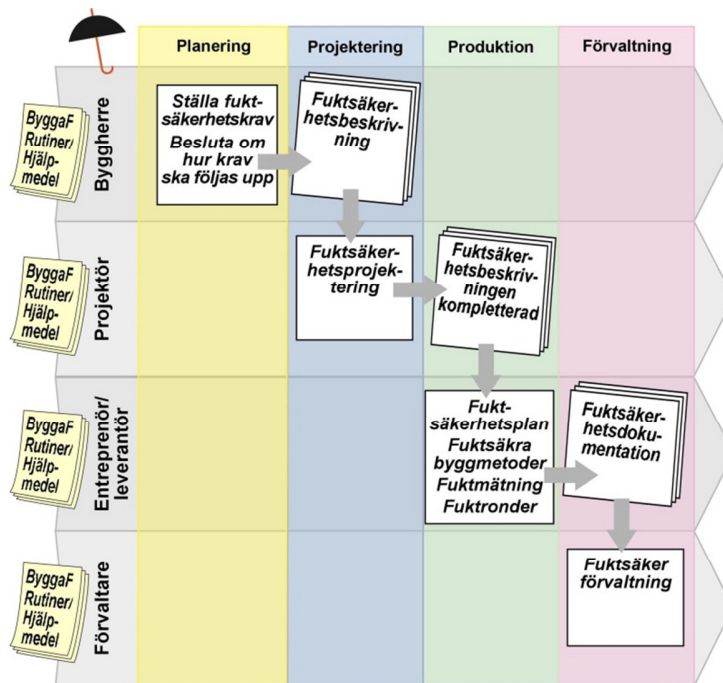 Planering
Projektering
Produktion
Förvaltning
ByggaF
Rutiner/
Hjälp-
medel
Byggherre
Ställa fukt-
säkerhetskrav
Besluta om
hur krav
ska följas upp
Fuktsäker-
hetsbeskriv-
ning
ByggaF
Rutiner/
Hjälp-
medel
Projektör
Fuktsäker-
hetsprojek-
tering
Fuktsäker-
hetsbeskriv-
ningen
kompletterad
ByggaF
Rutiner/
Hjälp-
medel
Entreprenör/
leverantör
Fukt-
säkerhetsplan
Fuktsäkra
byggmetoder
Fuktmätning
Fuktronder
Fuktsäker-
hetsdoku-
mentation
ByggaF
Rutiner/
Hjälp-
medel
Förvaltare
Fuktsäker
förvaltning